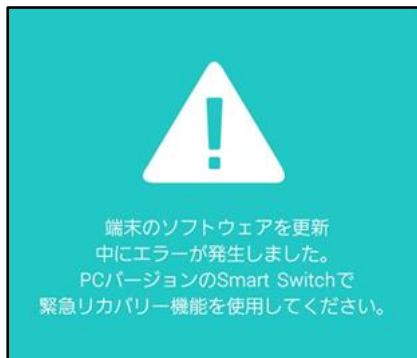 端末のソフトウェアを更新
中にエラーが発生しました。
PCバージョンのSmart Switchで
緊急リカバリー機能を使用してください。